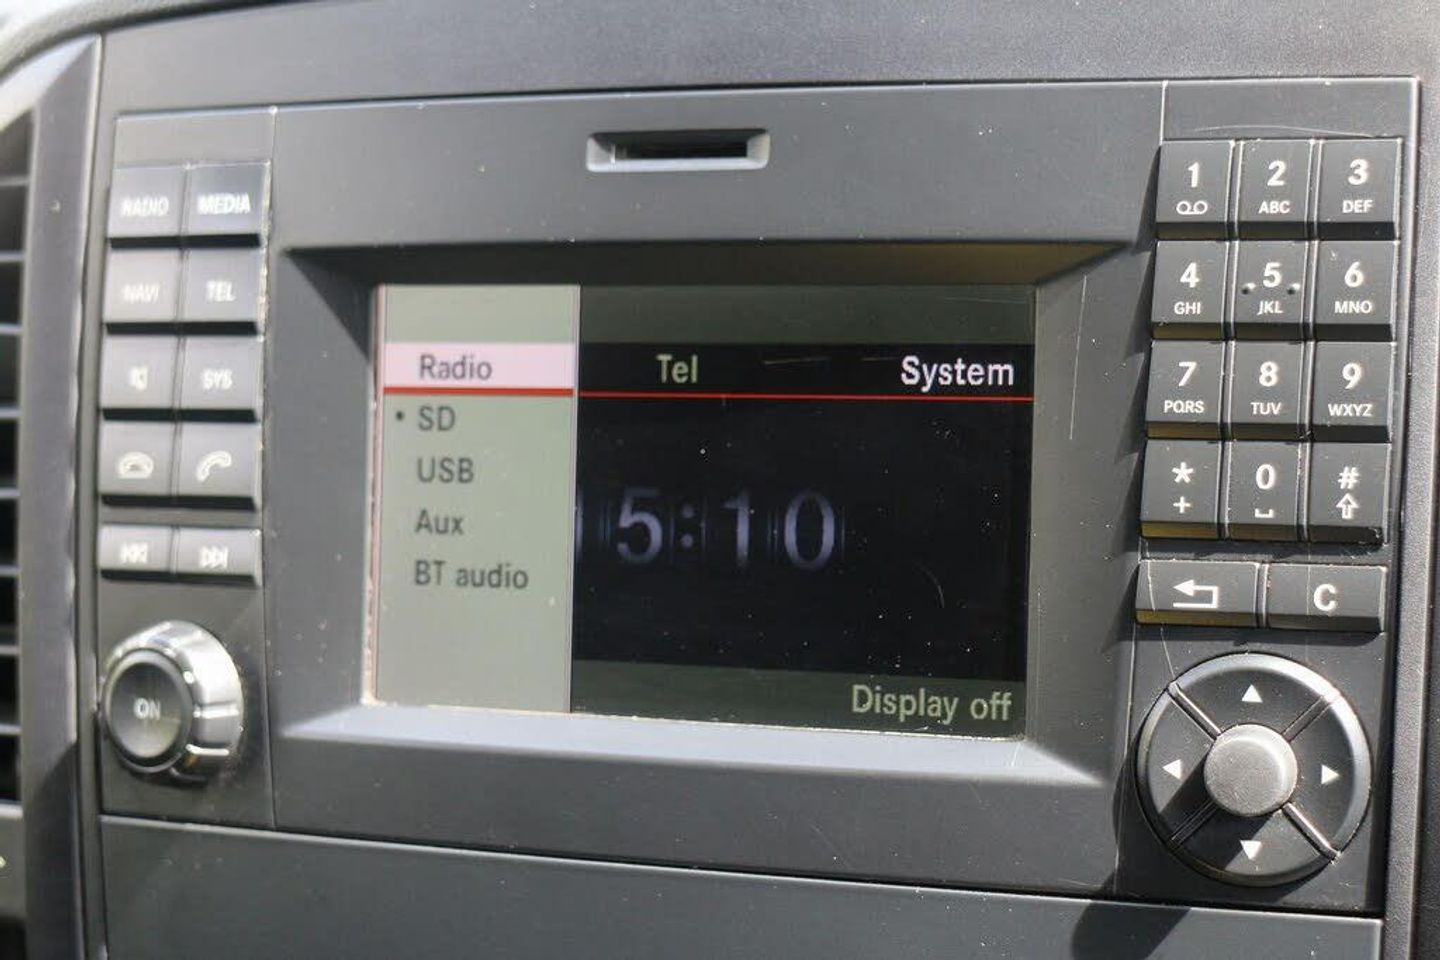 RADIO MEDIA
NAVI TEL
SYS
ON
Radio Tel System
• SD
USB
Aux
BT audio
5:10
Display off
1 2 ABC 3 DEF
4 GHI 5 JKL 6 MNO
7 PQRS 8 TUV 9 WXYZ
* + 0 #
C